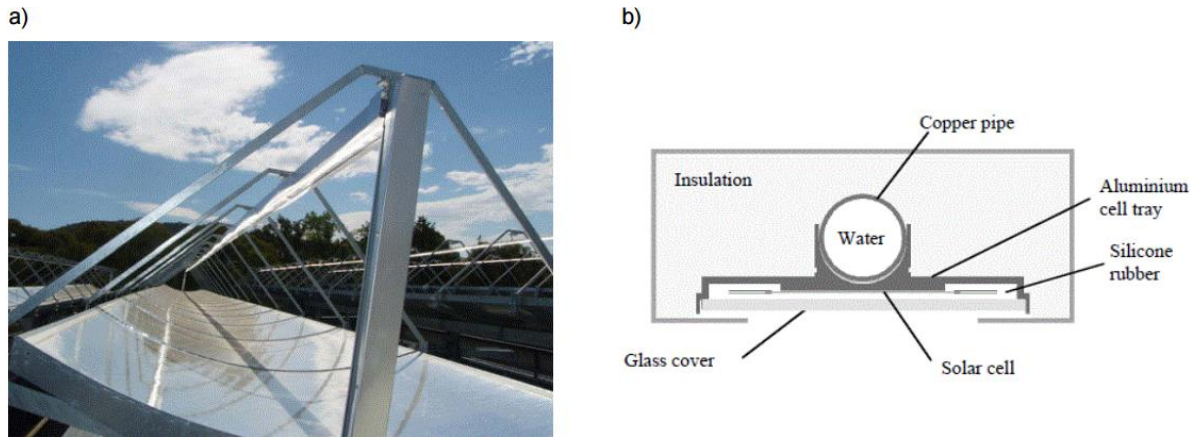 a)
b)
Copper pipe
Insulation
Aluminium
cell tray
Water
Silicone
rubber
Glass cover
Solar cell